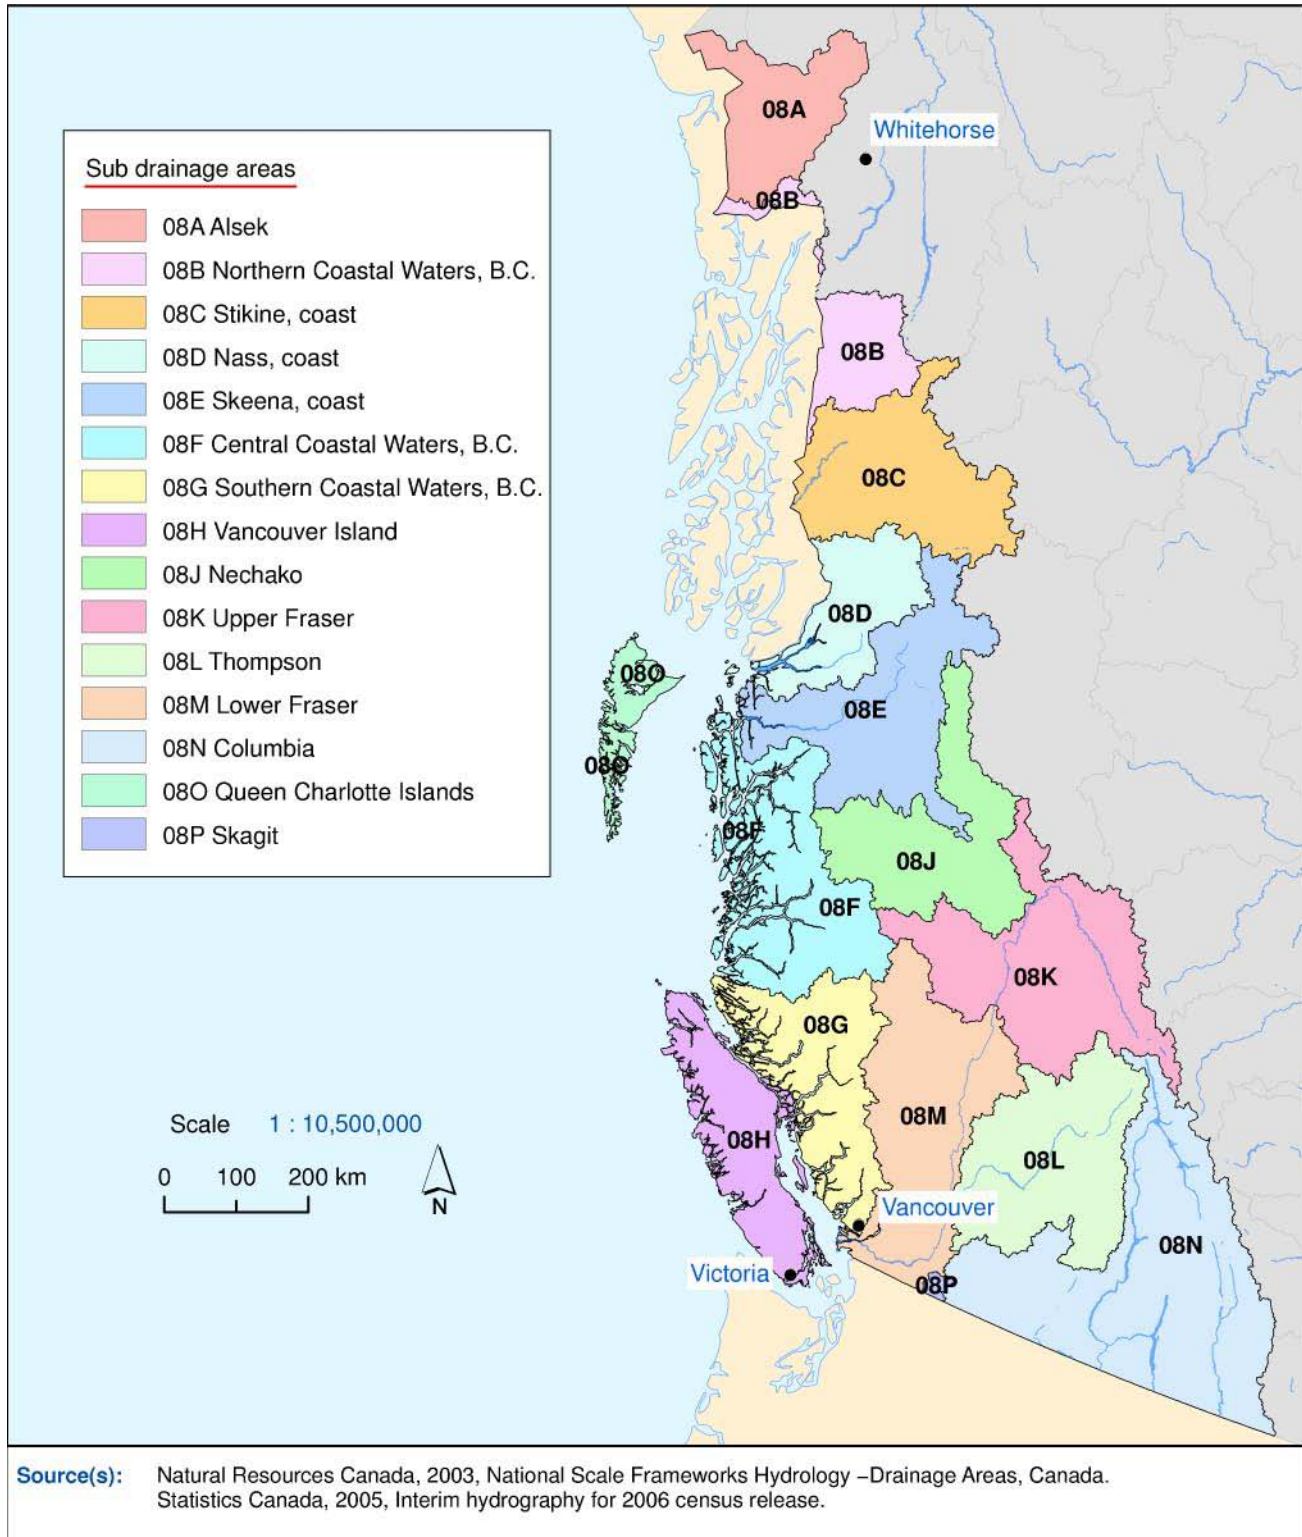 08A
Whitehorse
Sub drainage areas
08B
08A Alsek
08B Northern Coastal Waters, B.C.
08C Stikine, coast
08D Nass, coast
08B
08E Skeena, coast
08F Central Coastal Waters, B.C.
08G Southern Coastal Waters, B.C.
08C
08H Vancouver Island
08J Nechako
08K Upper Fraser
08D
08L Thompson
08O
08M Lower Fraser
08E
08N Columbia
08O
08O Queen Charlotte Islands
08P Skagit
08F
08J
08F
08K
08G
Scale 1 : 10,500,000
08M
08H
08L
0 100 200 km
N
Vancouver
08N
Victoria
08P
Source(s): Natural Resources Canada, 2003, National Scale Frameworks Hydrology –Drainage Areas, Canada.
Statistics Canada, 2005, Interim hydrography for 2006 census release.